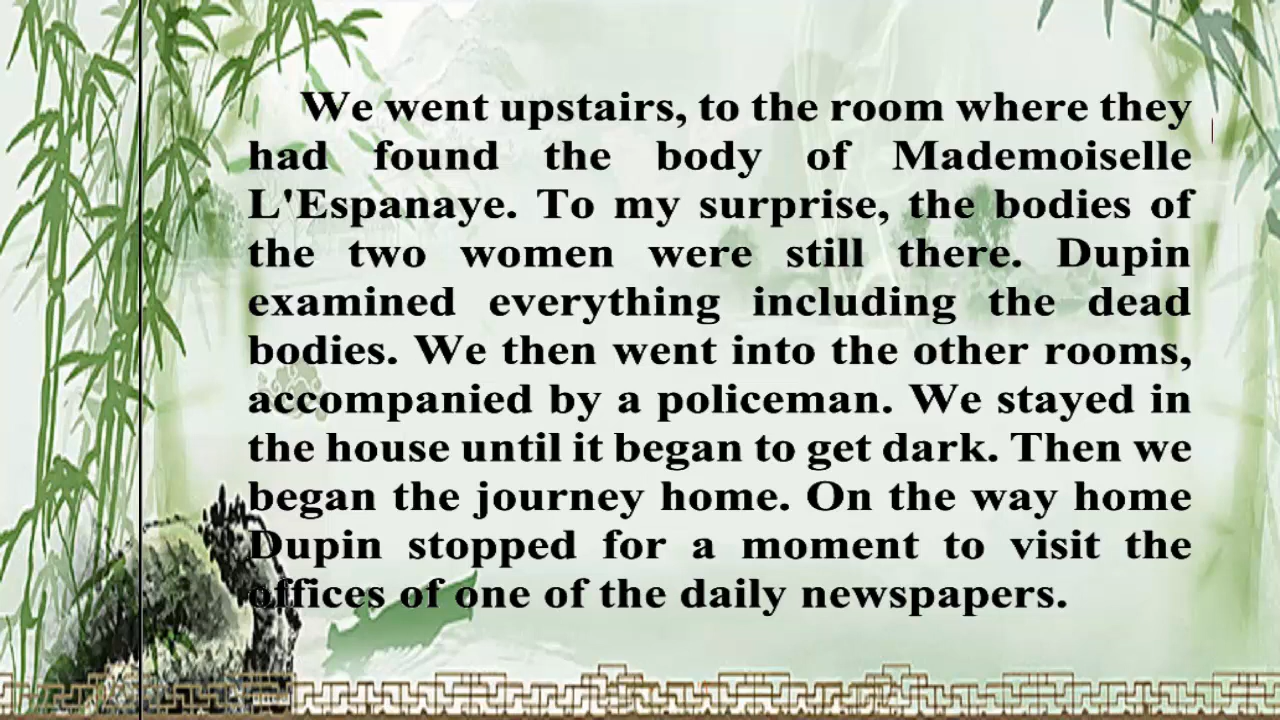 We went upstairs, to the room where they
had found the body of Mademoiselle
L'Espanaye. To my surprise, the bodies of
the two women were still there. Dupin
examined everything including the dead
bodies. We then went into the other rooms,
accompanied by a policeman. We stayed in
the house until it began to get dark. Then we
began the journey home. On the way home
Dupin stopped for a moment to visit the
offices of one of the daily newspapers.